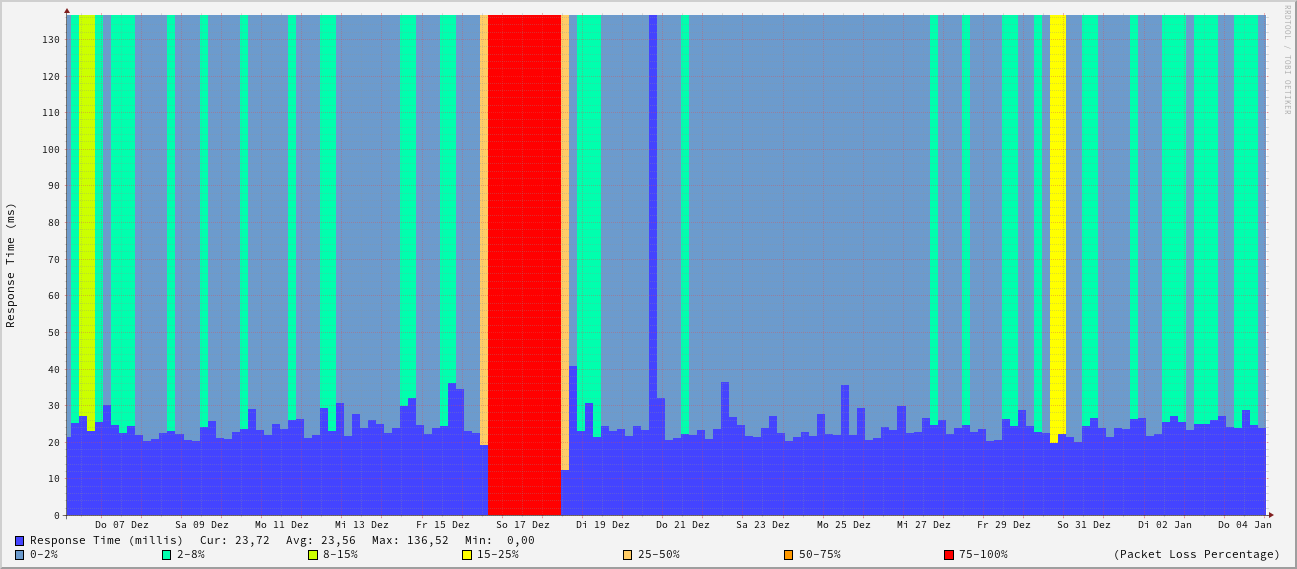 RRDTOOL / TOBI OETIKER
Response Time (ms)
130
120
110
100
90
80
70
60
50
40
30
20
10
0
Do 07 Dez Sa 09 Dez Mo 11 Dez Mi 13 Dez Fr 15 Dez So 17 Dez Di 19 Dez Do 21 Dez Sa 23 Dez Mo 25 Dez Mi 27 Dez Fr 29 Dez So 31 Dez Di 02 Jan Do 04 Jan
Response Time (millis) Cur: 23,72 Avg: 23,56 Max: 136,52 Min: 0,00
0-2% 2-8% 8-15% 15-25% 25-50% 50-75% 75-100% (Packet Loss Percentage)